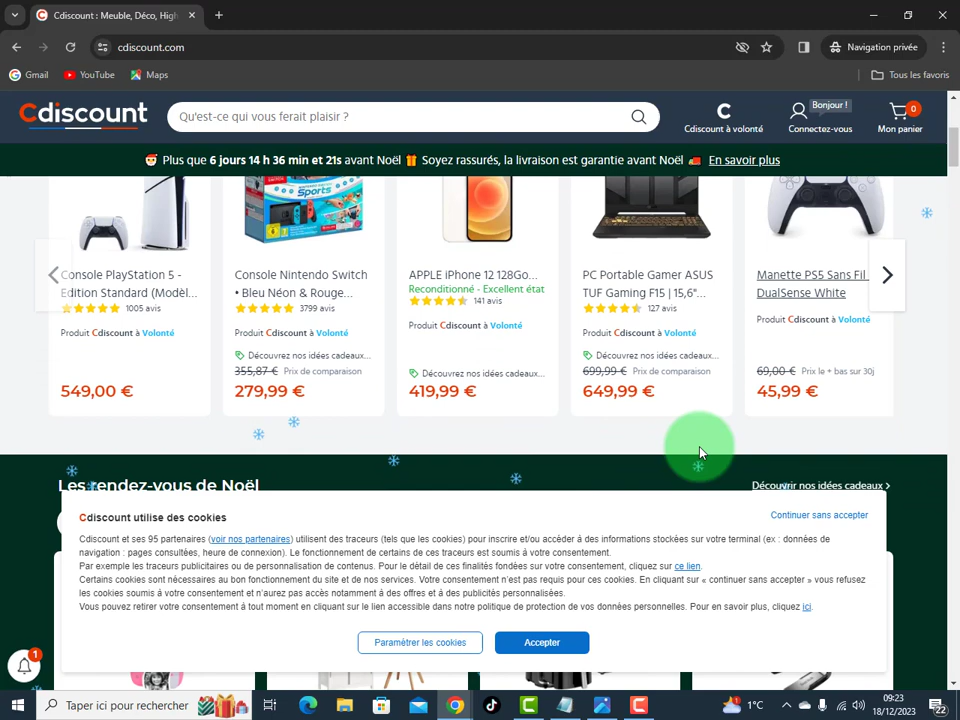 Cdiscount : Meuble, Déco, High
cdiscount.com
Navigation privée
Gmail
YouTube
Maps
Tous les favoris
Cdiscount
Qu'est-ce qui vous ferait plaisir ?
C
Cdiscount à volonté
Bonjour !
Connectez-vous
0
Mon panier
Plus que 6 jours 14 h 36 min et 21s avant Noël Soyez rassurés, la livraison est garantie avant Noël En savoir plus
Console PlayStation 5 -
Edition Standard (Modèl...
1005 avis
Produit Cdiscount à Volonté
549,00 €
Sports
Console Nintendo Switch
• Bleu Néon & Rouge...
3799 avis
Produit Cdiscount à Volonté
Découvrez nos idées cadeaux...
355,87 € Prix de comparaison
279,99 €
APPLE iPhone 12 128Go...
Reconditionné - Excellent état
141 avis
Produit Cdiscount à Volonté
Découvrez nos idées cadeaux...
419,99 €
PC Portable Gamer ASUS
TUF Gaming F15 | 15,6"...
127 avis
Produit Cdiscount à Volonté
Découvrez nos idées cadeaux...
699,99 € Prix de comparaison
649,99 €
Manette PS5 Sans Fil
DualSense White
Produit Cdiscount à Volonté
69,00 € Prix le + bas sur 30j
45,99 €
Les rendez-vous de Noël
Découvrir nos idées cadeaux
Cdiscount utilise des cookies
Continuer sans accepter
Cdiscount et ses 95 partenaires (voir nos partenaires) utilisent des traceurs (tels que les cookies) pour inscrire et/ou accéder à des informations stockées sur votre terminal (ex : données de
navigation : pages consultées, heure de connexion). Le fonctionnement de certains de ces traceurs est soumis à votre consentement.
Par exemple les traceurs publicitaires ou de personnalisation de contenus. Pour le détail de ces finalités fondées sur votre consentement, cliquez sur ce lien.
Certains cookies sont nécessaires au bon fonctionnement du site et de nos services. Votre consentement n'est pas requis pour ces cookies. En cliquant sur « continuer sans accepter » vous refusez
les cookies soumis à votre consentement et n'aurez pas accès notamment à des offres et à des publicités personnalisées.
Vous pouvez retirer votre consentement à tout moment en cliquant sur le lien accessible dans notre politique de protection de vos données personnelles. Pour en savoir plus, cliquez ici.
Paramétrer les cookies
Accepter
1
Taper ici pour rechercher
1°C
09:23
18/12/2023
22